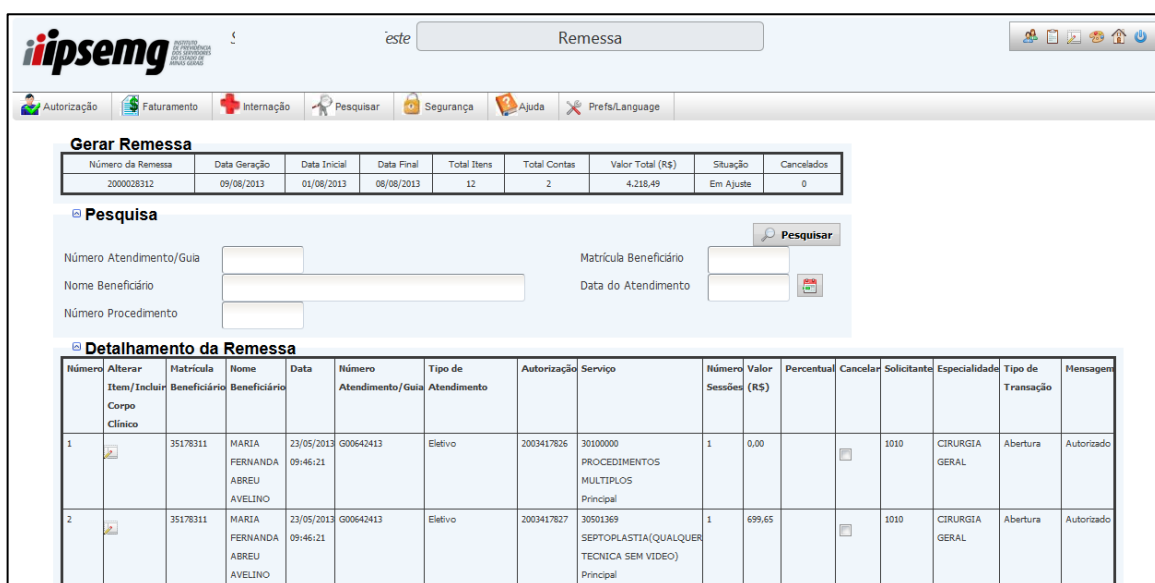 ipsemg INSTITUTO DE PREVIDÊNCIA DOS SERVIDORES DO ESTADO DE MINAS GERAIS
este Remessa
Autorização Faturamento Internação Pesquisar Segurança Ajuda Prefs/Language
Gerar Remessa
Número da Remessa Data Geração Data Inicial Data Final Total Itens Total Contas Valor Total (R$) Situação Cancelados
2000028312 09/08/2013 01/08/2013 08/08/2013 12 2 4.218,49 Em Ajuste 0
Pesquisa
Pesquisar
Número Atendimento/Guia Matrícula Beneficiário
Nome Beneficiário Data do Atendimento
Número Procedimento
Detalhamento da Remessa
Número Alterar Matrícula Nome Data Número Tipo de Autorização Serviço Número Valor Percentual Cancelar Solicitante Especialidade Tipo de Mensagem
Item/Incluir Beneficiário Beneficiário Atendimento/Guia Atendimento Sessões (R$) Transação
Corpo
Clínico
1 35178311 MARIA 23/05/2013 G00642413 Eletivo 2003417826 30100000 1 0,00 1010 CIRURGIA Abertura Autorizado
FERNANDA 09:46:21 PROCEDIMENTOS GERAL
ABREU MULTIPLOS
AVELINO Principal
2 35178311 MARIA 23/05/2013 G00642413 Eletivo 2003417827 30501369 1 699,65 1010 CIRURGIA Abertura Autorizado
FERNANDA 09:46:21 SEPTOPLASTIA(QUALQUER GERAL
ABREU TECNICA SEM VIDEO)
AVELINO Principal